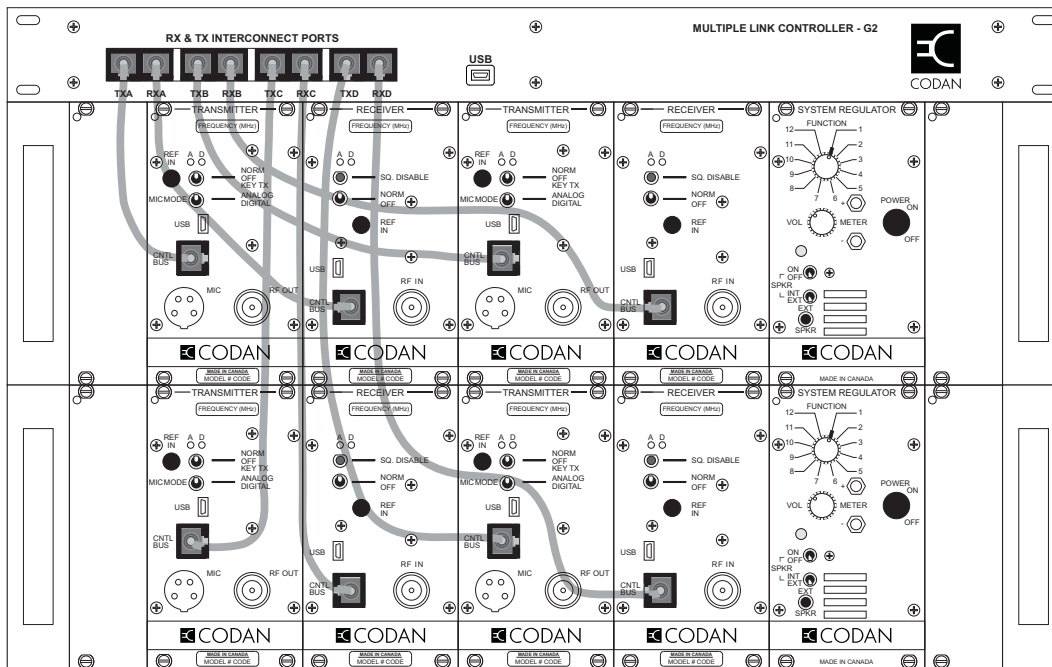 RX & TX INTERCONNECT PORTS
MULTIPLE LINK CONTROLLER - G2
USB
CODAN
TXA RXA TXB RXB TXC RXC TXD RXD
TRANSMITTER
FREQUENCY (MHz)
REF IN
A D
NORM
OFF
KEY TX
MIC MODE
ANALOG
DIGITAL
USB
CNTL BUS
MIC
RF OUT
CODAN
MADE IN CANADA
MODEL # CODE
RECEIVER
FREQUENCY (MHz)
A D
SQ. DISABLE
NORM
OFF
REF IN
USB
RF IN
CNTL BUS
CODAN
MADE IN CANADA
MODEL # CODE
TRANSMITTER
FREQUENCY (MHz)
REF IN
A D
NORM
OFF
KEY TX
MIC MODE
ANALOG
DIGITAL
USB
CNTL BUS
MIC
RF OUT
CODAN
MADE IN CANADA
MODEL # CODE
RECEIVER
FREQUENCY (MHz)
A D
SQ. DISABLE
NORM
OFF
REF IN
USB
RF IN
CNTL BUS
CODAN
MADE IN CANADA
MODEL # CODE
SYSTEM REGULATOR
FUNCTION
12 1
11 2
10 3
9 4
8 5
7 6
POWER
ON
OFF
VOL
METER
+
-
ON
OFF
SPKR
INT
EXT
EXT
SPKR
CODAN
MADE IN CANADA
TRANSMITTER
FREQUENCY (MHz)
REF IN
A D
NORM
OFF
KEY TX
MIC MODE
ANALOG
DIGITAL
USB
CNTL BUS
MIC
RF OUT
CODAN
MADE IN CANADA
MODEL # CODE
RECEIVER
FREQUENCY (MHz)
A D
SQ. DISABLE
NORM
OFF
REF IN
USB
RF IN
CNTL BUS
CODAN
MADE IN CANADA
MODEL # CODE
TRANSMITTER
FREQUENCY (MHz)
REF IN
A D
NORM
OFF
KEY TX
MIC MODE
ANALOG
DIGITAL
USB
CNTL BUS
MIC
RF OUT
CODAN
MADE IN CANADA
MODEL # CODE
RECEIVER
FREQUENCY (MHz)
A D
SQ. DISABLE
NORM
OFF
REF IN
USB
RF IN
CNTL BUS
CODAN
MADE IN CANADA
MODEL # CODE
SYSTEM REGULATOR
FUNCTION
12 1
11 2
10 3
9 4
8 5
7 6
POWER
ON
OFF
VOL
METER
+
-
ON
OFF
SPKR
INT
EXT
EXT
SPKR
CODAN
MADE IN CANADA